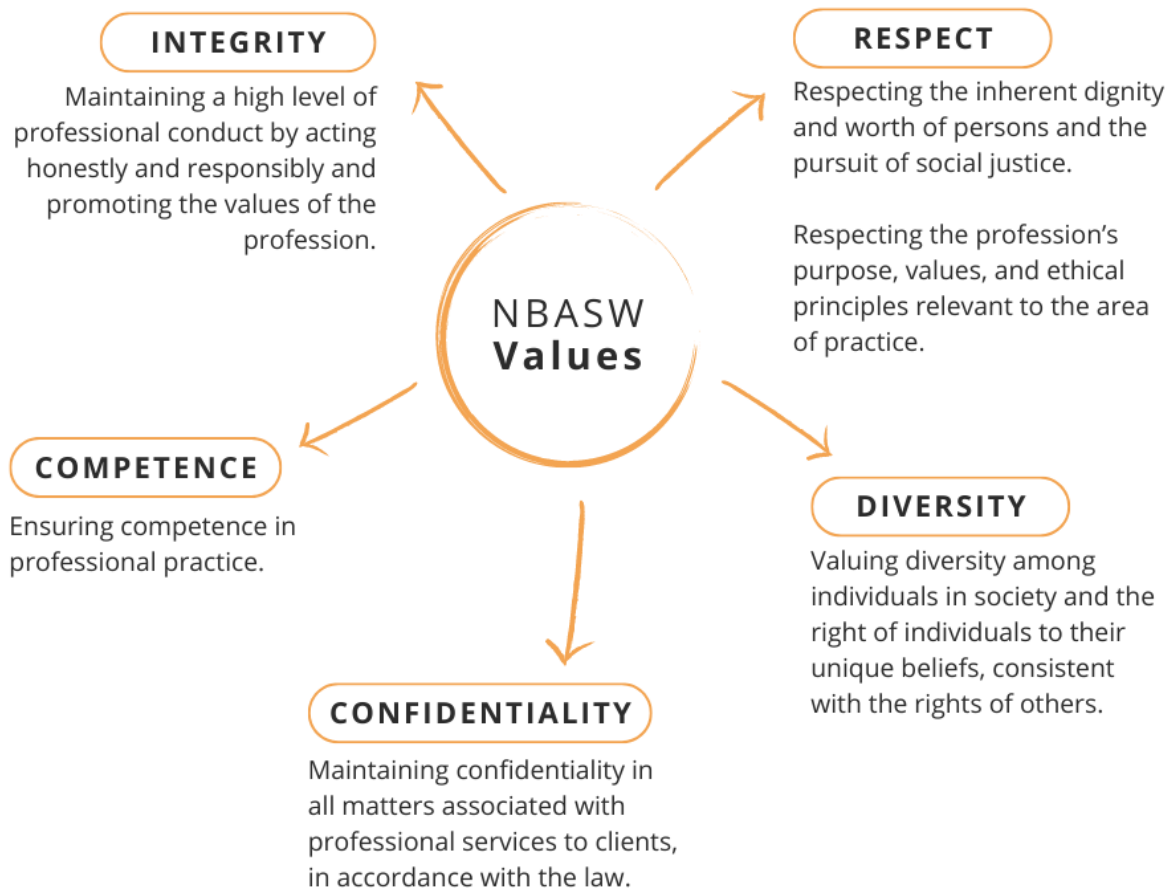 NBASW
Values
INTEGRITY
Maintaining a high level of
professional conduct by acting
honestly and responsibly and
promoting the values of the
profession.
RESPECT
Respecting the inherent dignity
and worth of persons and the
pursuit of social justice.
Respecting the profession’s
purpose, values, and ethical
principles relevant to the area
of practice.
COMPETENCE
Ensuring competence in
professional practice.
DIVERSITY
Valuing diversity among
individuals in society and the
right of individuals to their
unique beliefs, consistent
with the rights of others.
CONFIDENTIALITY
Maintaining confidentiality in
all matters associated with
professional services to clients,
in accordance with the law.